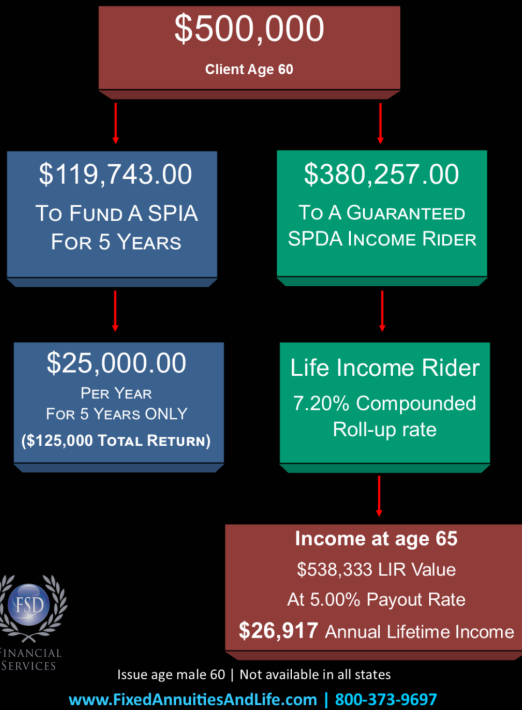 $500,000
Client Age 60
$119,743.00
To Fund A SPIA
For 5 Years
$380,257.00
To A Guaranteed
SPDA Income Rider
$25,000.00
Per Year
For 5 Years ONLY
($125,000 Total Return)
Life Income Rider
7.20% Compounded
Roll-up rate
Income at age 65
$538,333 LIR Value
At 5.00% Payout Rate
$26,917 Annual Lifetime Income
FSD
FINANCIAL
SERVICES
Issue age male 60 | Not available in all states
www.FixedAnnuitiesAndLife.com | 800-373-9697